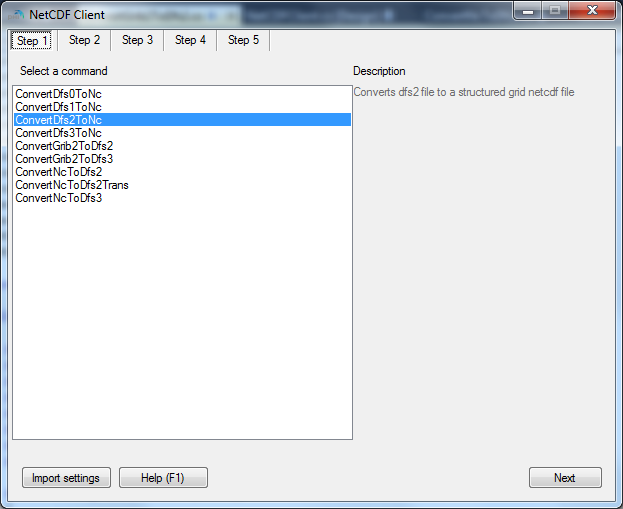 NetCDF Client
Step 1 Step 2 Step 3 Step 4 Step 5
Select a command
Description
ConvertDfs0ToNc
ConvertDfs1ToNc
ConvertDfs2ToNc
ConvertDfs3ToNc
ConvertGrib2ToDfs2
ConvertGrib2ToDfs3
ConvertNcToDfs2
ConvertNcToDfs2Trans
ConvertNcToDfs3
Converts dfs2 file to a structured grid netcdf file
Import settings Help (F1) Next